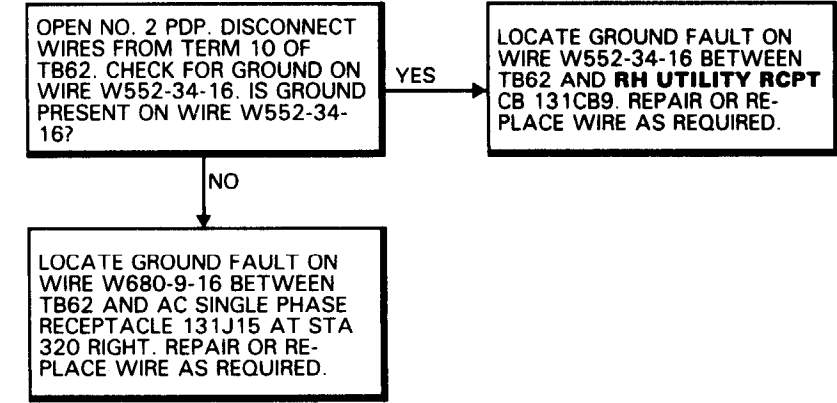 OPEN NO. 2 PDP. DISCONNECT
WIRES FROM TERM 10 OF
TB62. CHECK FOR GROUND ON
WIRE W552-34-16. IS GROUND
PRESENT ON WIRE W552-34-
16?
YES
LOCATE GROUND FAULT ON
WIRE W552-34-16 BETWEEN
TB62 AND RH UTILITY RCPT
CB 131CB9. REPAIR OR RE-
PLACE WIRE AS REQUIRED.
NO
LOCATE GROUND FAULT ON
WIRE W680-9-16 BETWEEN
TB62 AND AC SINGLE PHASE
RECEPTACLE 131J15 AT STA
320 RIGHT. REPAIR OR RE-
PLACE WIRE AS REQUIRED.